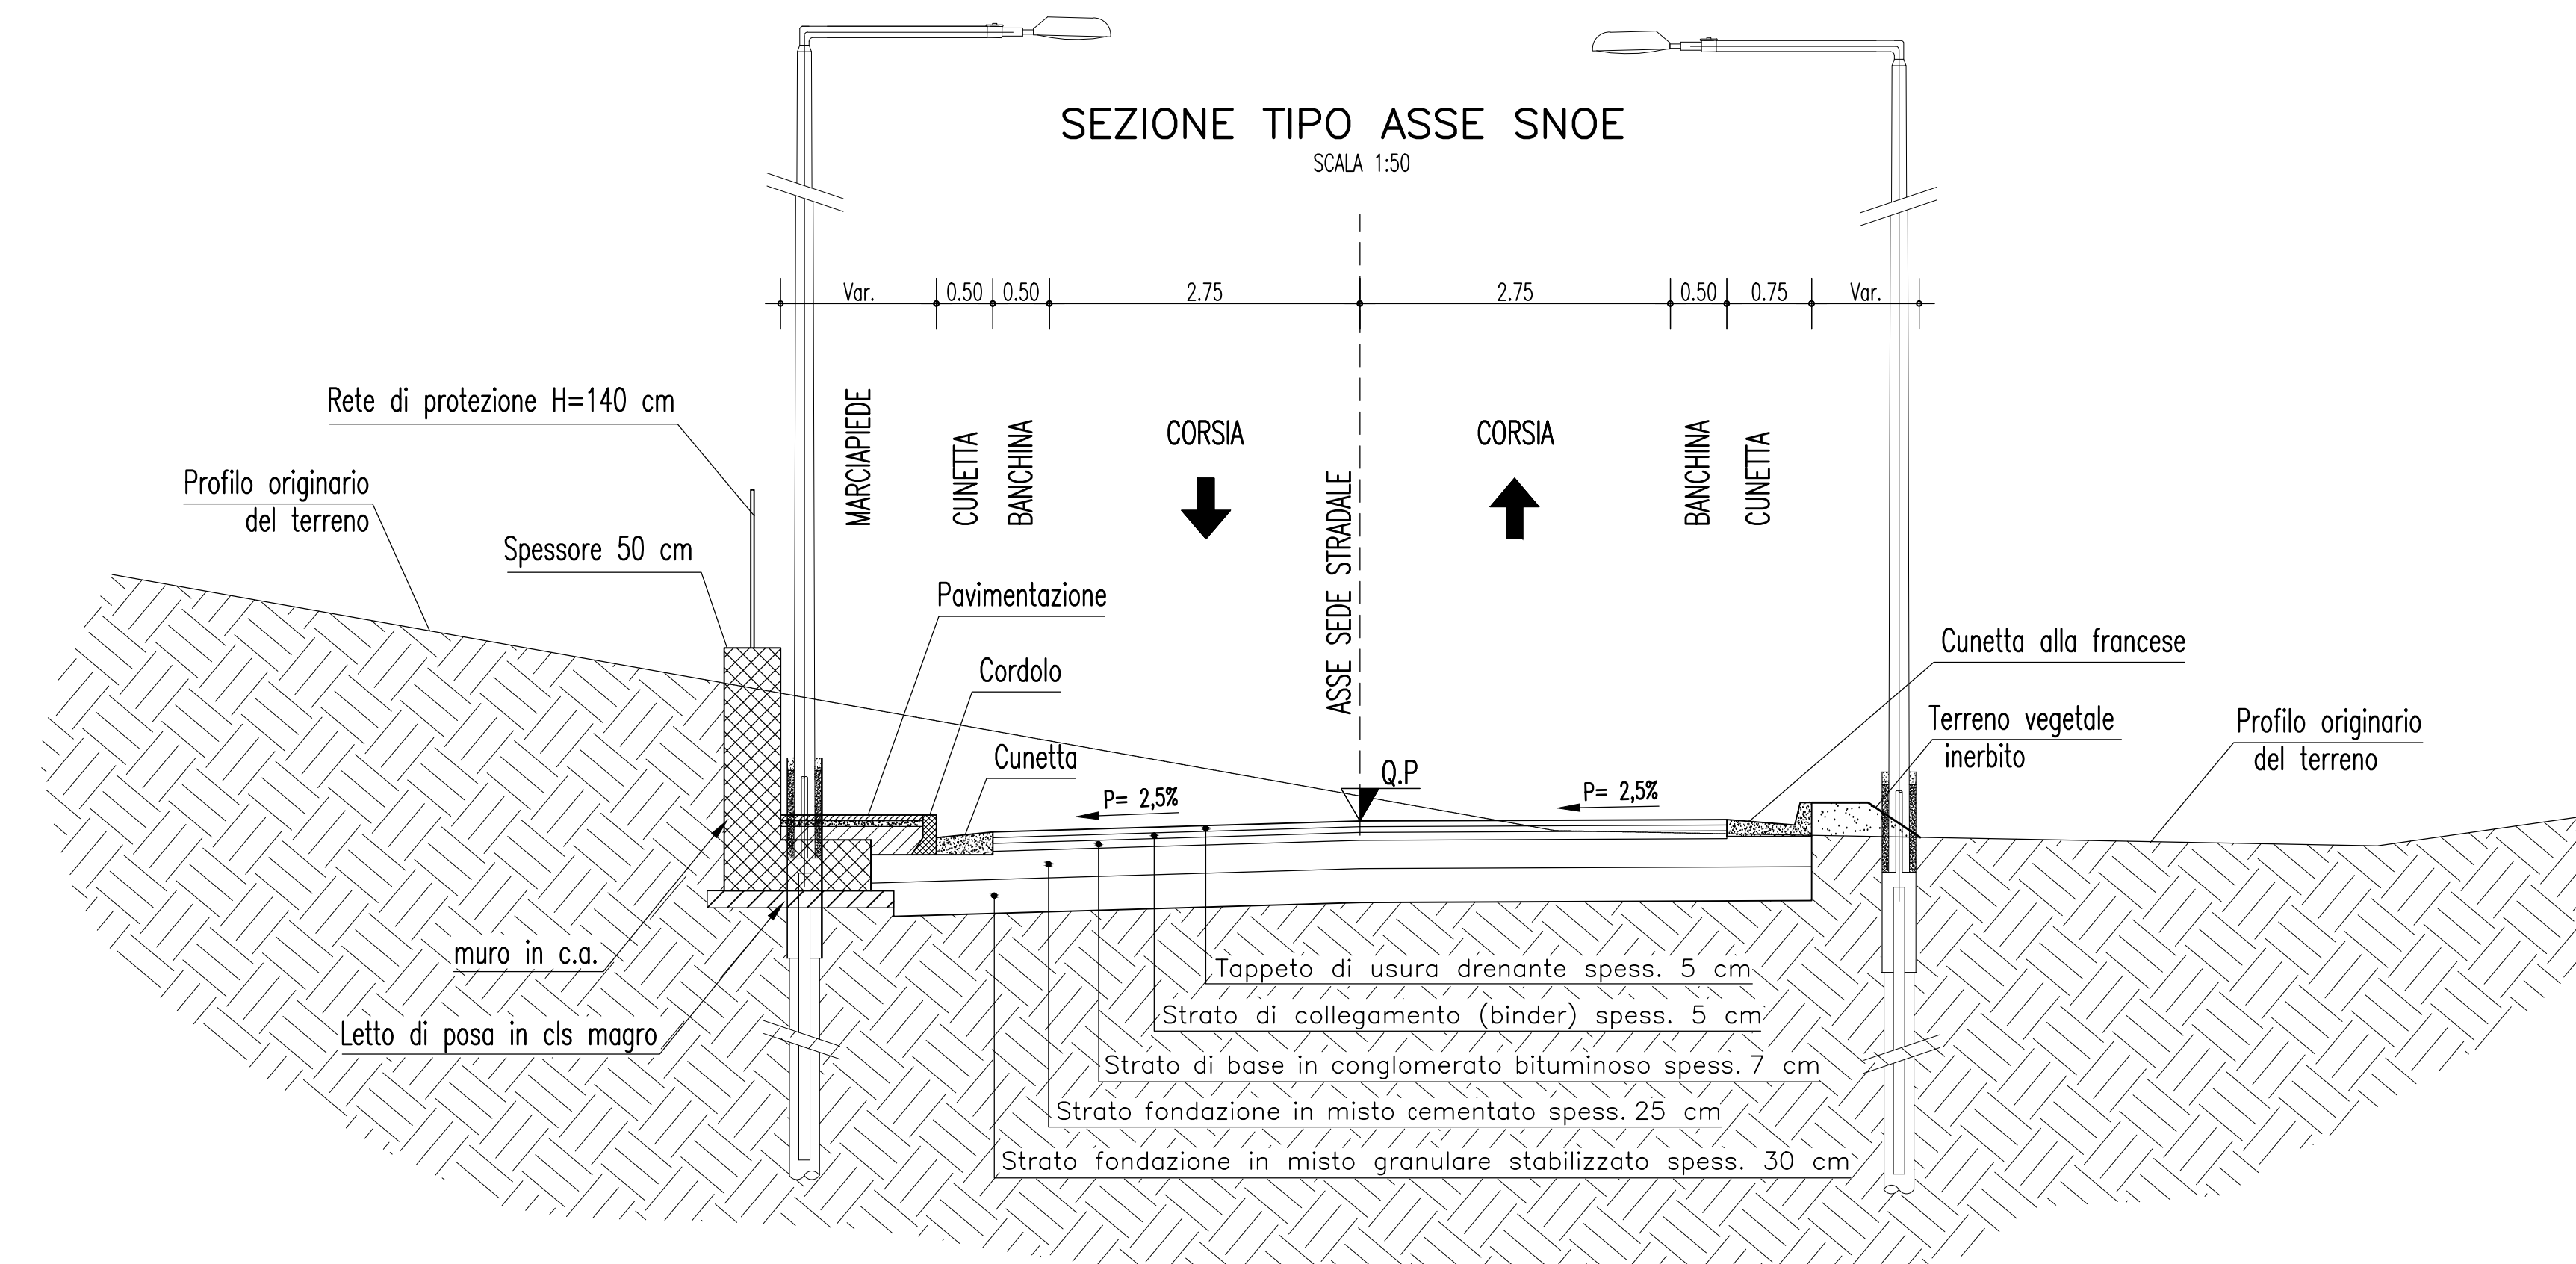 SEZIONE TIPO ASSE SNOE
SCALA 1:50
Var.
0.50
0.50
2.75
2.75
0.50
0.75
Var.
MARCIAPIEDE
CUNETTA
BANCHINA
CORSIA
ASSE SEDE STRADALE
CORSIA
BANCHINA
CUNETTA
Rete di protezione H=140 cm
Profilo originario
del terreno
Spessore 50 cm
Pavimentazione
Cordolo
Cunetta
P= 2,5%
Q.P
P= 2,5%
Cunetta alla francese
Terreno vegetale
inerbito
Profilo originario
del terreno
muro in c.a.
Letto di posa in cls magro
Tappeto di usura drenante spess. 5 cm
Strato di collegamento (binder) spess. 5 cm
Strato di base in conglomerato bituminoso spess. 7 cm
Strato fondazione in misto cementato spess. 25 cm
Strato fondazione in misto granulare stabilizzato spess. 30 cm